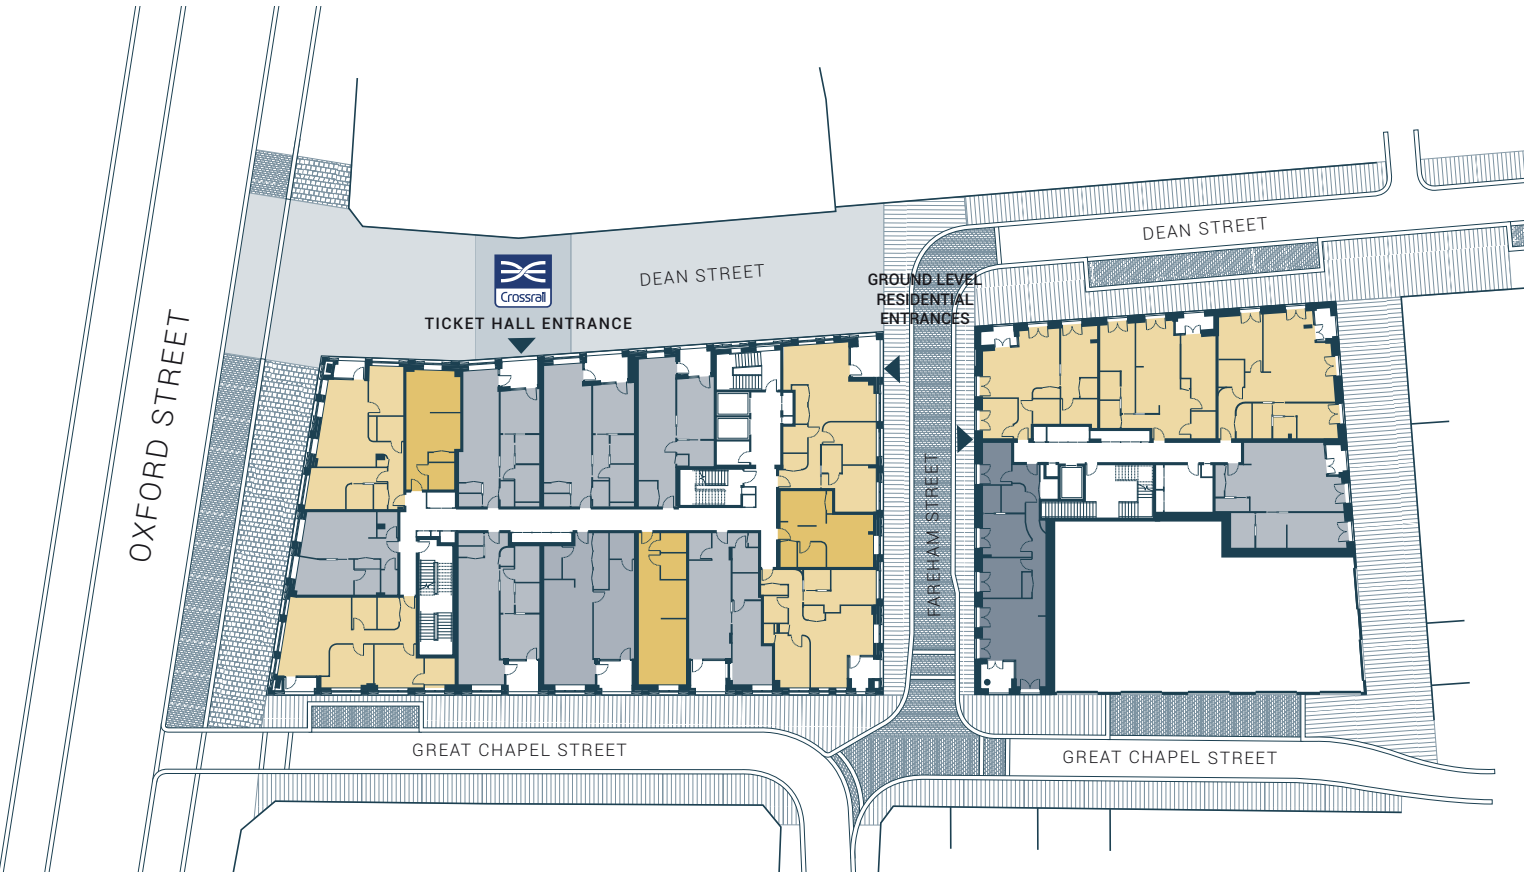 DEAN STREET
DEAN STREET
Crossrail
TICKET HALL ENTRANCE
GROUND LEVEL
RESIDENTIAL
ENTRANCES
OXFORD STREET
FAREHAM STREET
GREAT CHAPEL STREET
GREAT CHAPEL STREET